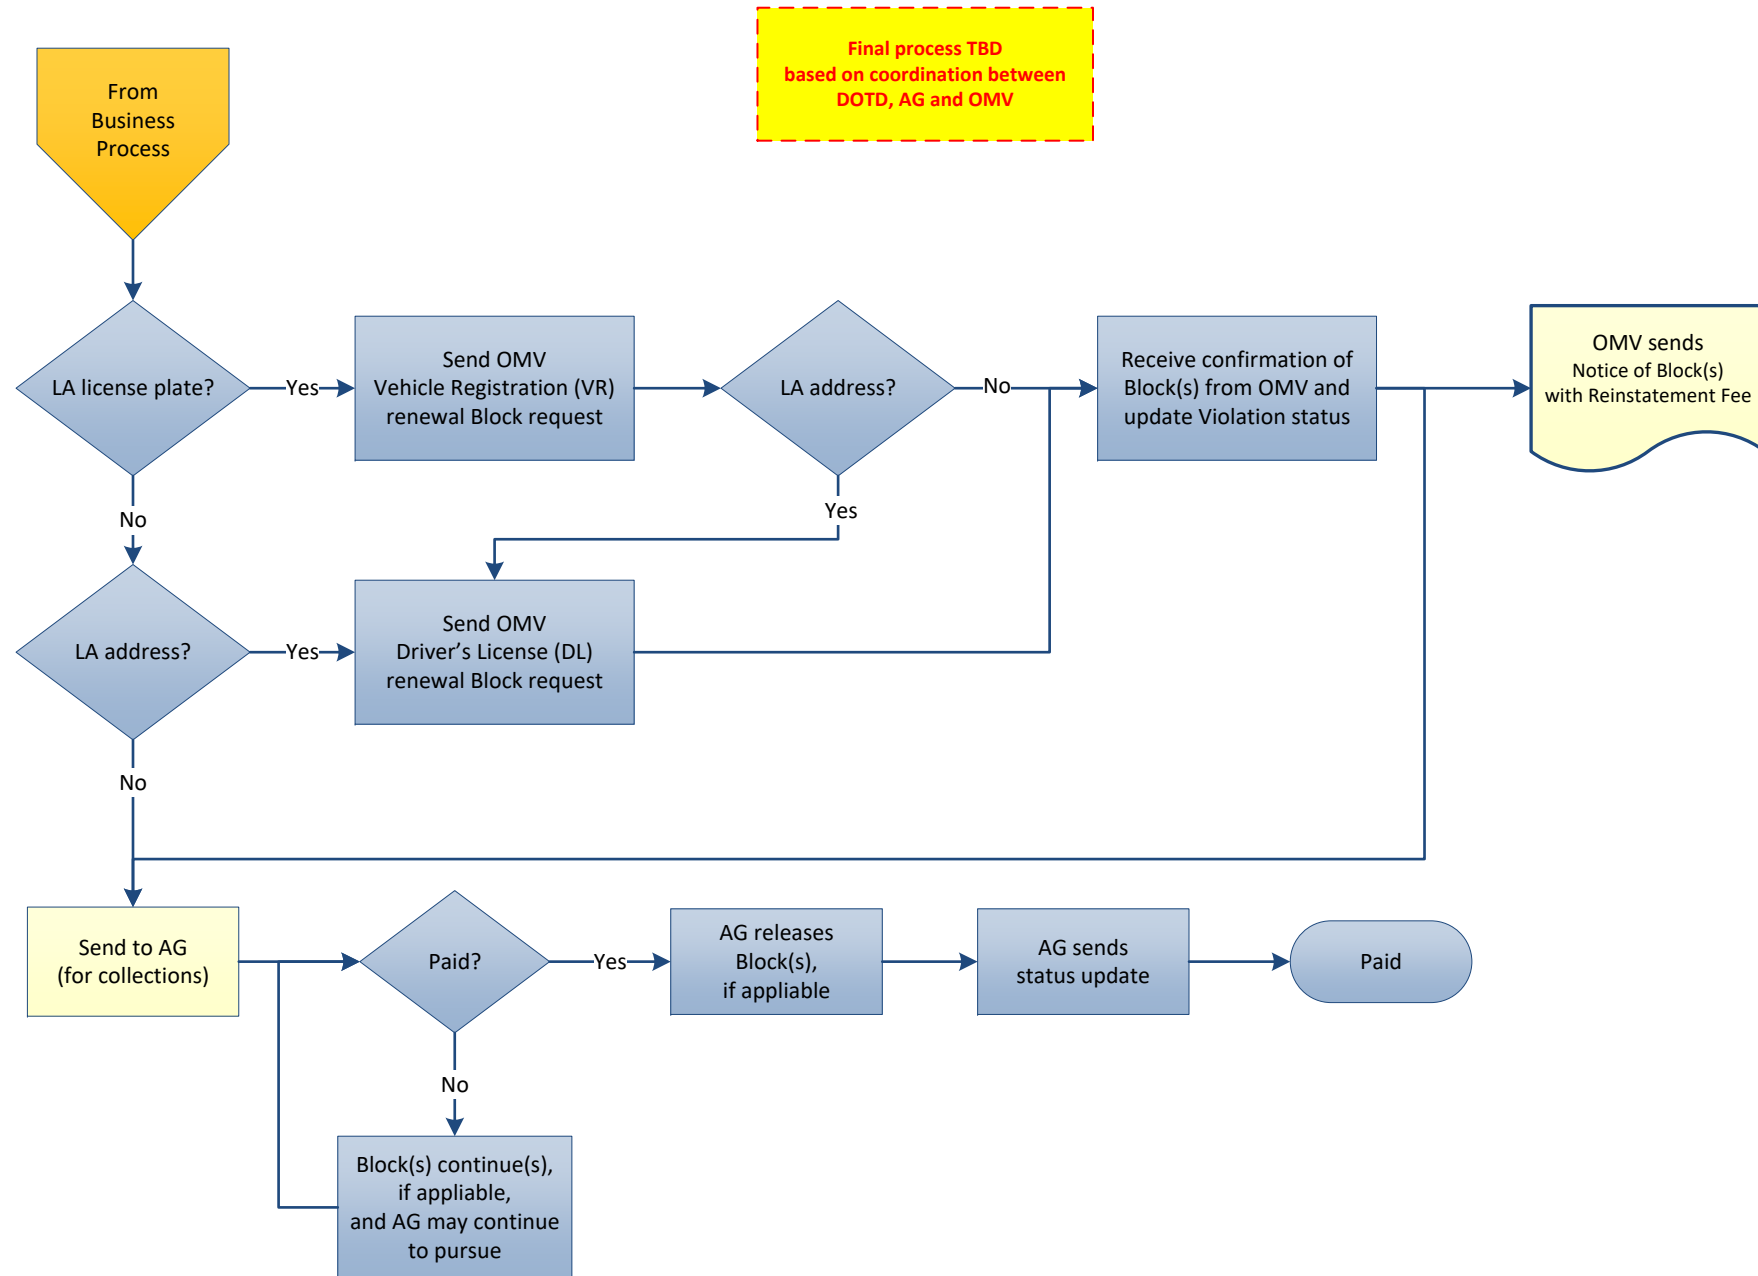 Final process TBD
based on coordination between
DOTD, AG and OMV
From
Business
Process
LA license plate?
Yes
Send OMV
Vehicle Registration (VR)
renewal Block request
LA address?
No
Receive confirmation of
Block(s) from OMV and
update Violation status
OMV sends
Notice of Block(s)
with Reinstatement Fee
No
Yes
LA address?
Yes
Send OMV
Driver’s License (DL)
renewal Block request
No
Send to AG
(for collections)
Paid?
Yes
AG releases
Block(s),
if appliable
AG sends
status update
Paid
No
Block(s) continue(s),
if appliable,
and AG may continue
to pursue